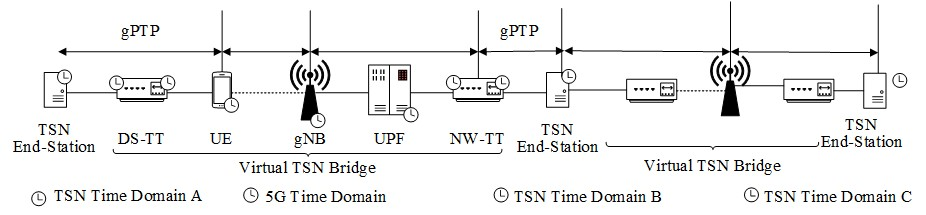 gPTP
gPTP
TSN
End-Station
DS-TT
UE
gNB
UPF
NW-TT
TSN
End-Station
TSN
End-Station
Virtual TSN Bridge
Virtual TSN Bridge
TSN Time Domain A
5G Time Domain
TSN Time Domain B
TSN Time Domain C